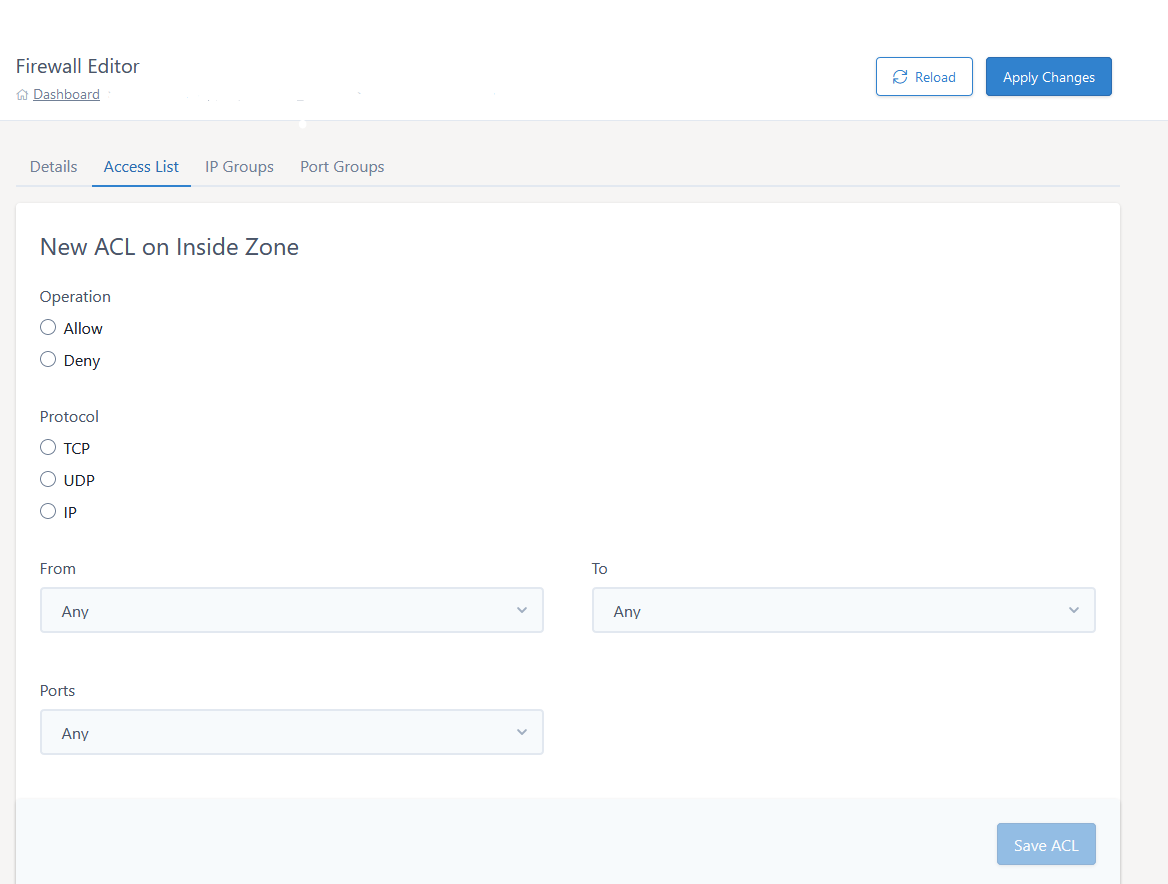 Firewall Editor
Dashboard
Reload
Apply Changes
Details
Access List
IP Groups
Port Groups
New ACL on Inside Zone
Operation
Allow
Deny
Protocol
TCP
UDP
IP
From
To
Any
Any
Ports
Any
Save ACL